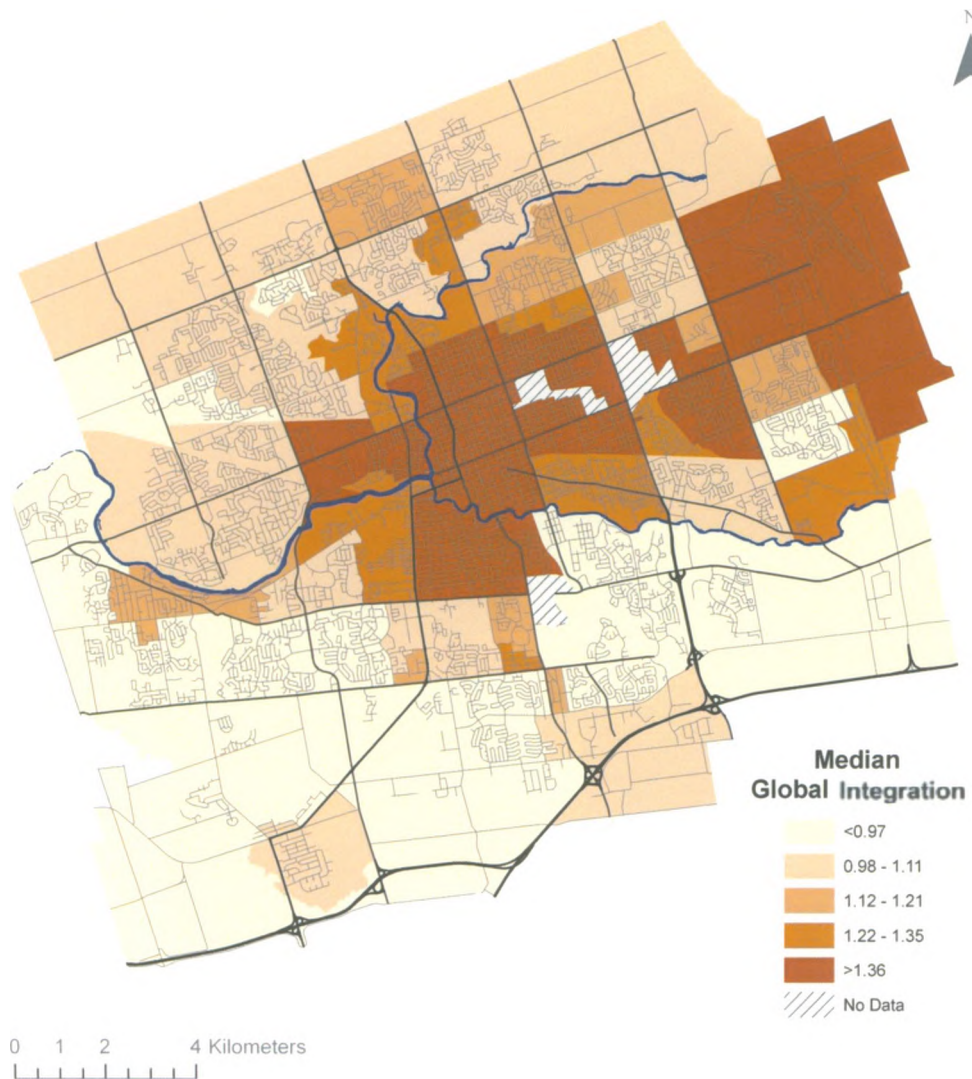 N
Median
Global Integration
<0.97
0.98 - 1.11
1.12 - 1.21
1.22 - 1.35
>1.36
No Data
0 1 2 4 Kilometers